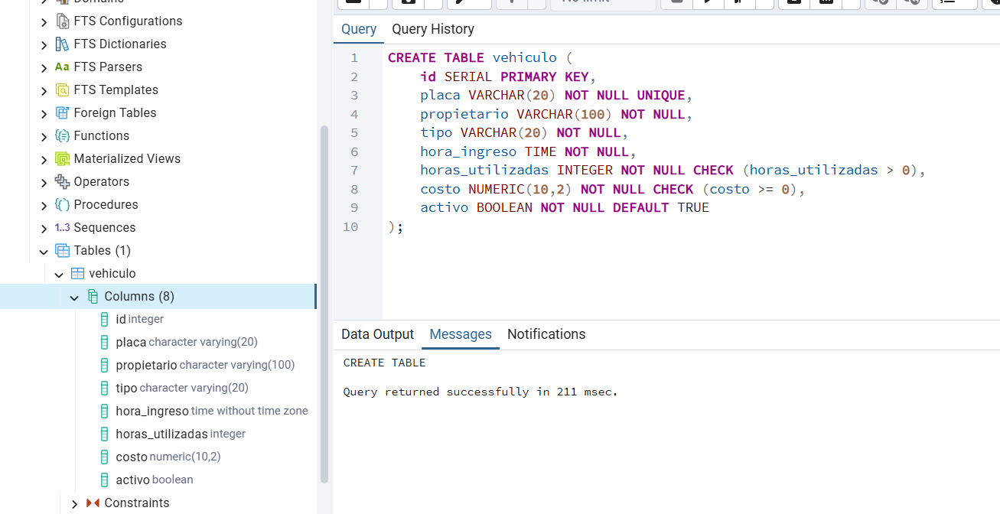 Domains
FTS Configurations
FTS Dictionaries
Aa FTS Parsers
FTS Templates
Foreign Tables
Functions
Materialized Views
Operators
Procedures
1..3 Sequences
Tables (1)
vehiculo
Columns (8)
id integer
placa character varying(20)
propietario character varying(100)
tipo character varying(20)
hora_ingreso time without time zone
horas_utilizadas integer
costo numeric(10,2)
activo boolean
Constraints
No limit
Query Query History
1 CREATE TABLE vehiculo (
2 id SERIAL PRIMARY KEY,
3 placa VARCHAR(20) NOT NULL UNIQUE,
4 propietario VARCHAR(100) NOT NULL,
5 tipo VARCHAR(20) NOT NULL,
6 hora_ingreso TIME NOT NULL,
7 horas_utilizadas INTEGER NOT NULL CHECK (horas_utilizadas > 0),
8 costo NUMERIC(10,2) NOT NULL CHECK (costo >= 0),
9 activo BOOLEAN NOT NULL DEFAULT TRUE
10 );
Data Output Messages Notifications
CREATE TABLE
Query returned successfully in 211 msec.